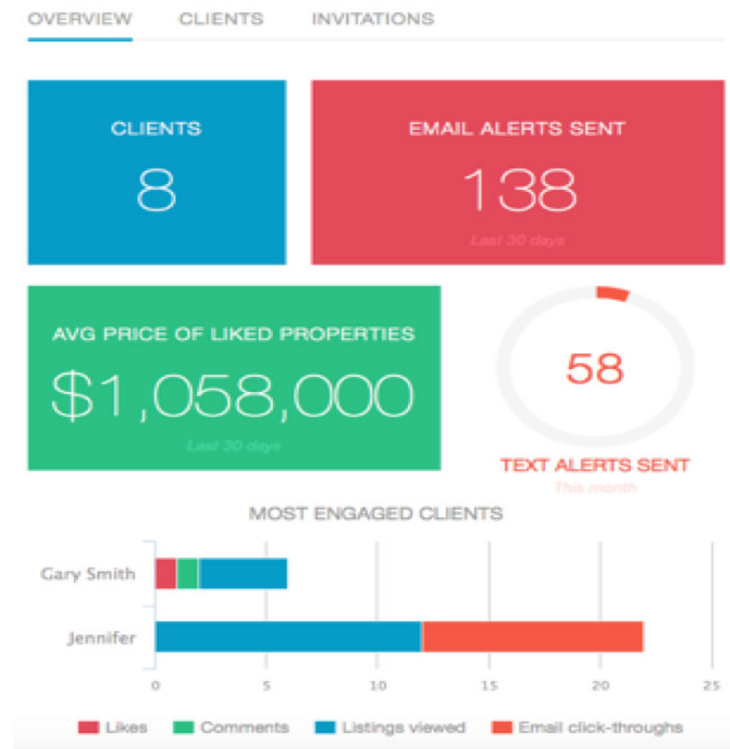 OVERVIEW CLIENTS INVITATIONS
CLIENTS
8
EMAIL ALERTS SENT
138
Last 30 days
AVG PRICE OF LIKED PROPERTIES
$1,058,000
Last 30 days
58
TEXT ALERTS SENT
This month
MOST ENGAGED CLIENTS
Gary Smith
Jennifer
0 5 10 15 20 25
Likes Comments Listings viewed Email click-throughs